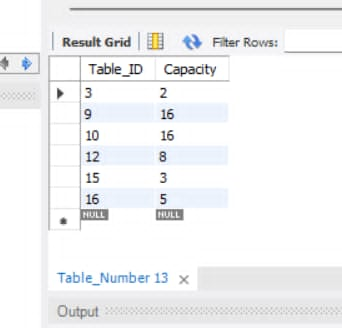 Result Grid Filter Rows:
Table_ID Capacity
3 2
9 16
10 16
12 8
15 3
16 5
NULL NULL
Table_Number 13 ×
Output